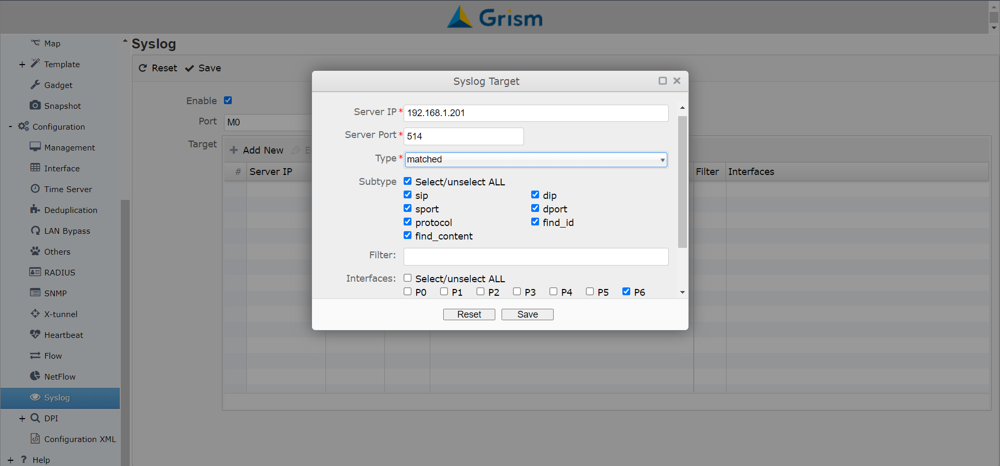 Grism
Map
Template
Gadget
Snapshot
Configuration
Management
Interface
Time Server
Deduplication
LAN Bypass
Others
RADIUS
SNMP
X-tunnel
Heartbeat
Flow
NetFlow
Syslog
DPI
Configuration XML
Help
Syslog
Reset Save
Enable
Port M0
Target
Add New E
# Server IP Filter Interfaces
Syslog Target
Server IP* 192.168.1.201
Server Port* 514
Type* matched
Subtype Select/unselect ALL
sip dip
sport dport
protocol find_id
find_content
Filter:
Interfaces: Select/unselect ALL
P0 P1 P2 P3 P4 P5 P6
Reset Save